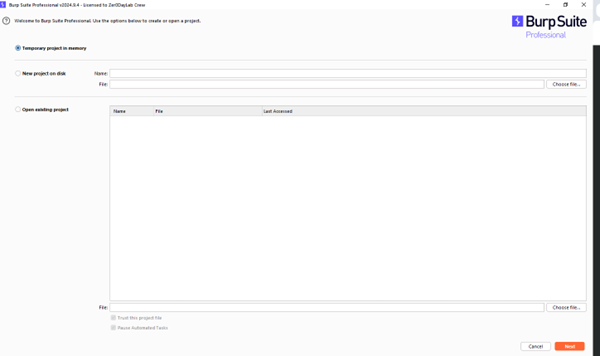 Burp Suite Professional v2024.9.4 - Licensed to Zer0DayLab Crew
Welcome to Burp Suite Professional. Use the options below to create or open a project.
Burp Suite
Professional
Temporary project in memory
New project on disk
Name:
File:
Choose file...
Open existing project
Name File Last Accessed
File:
Choose file...
Trust this project file
Pause Automated Tasks
Cancel Next